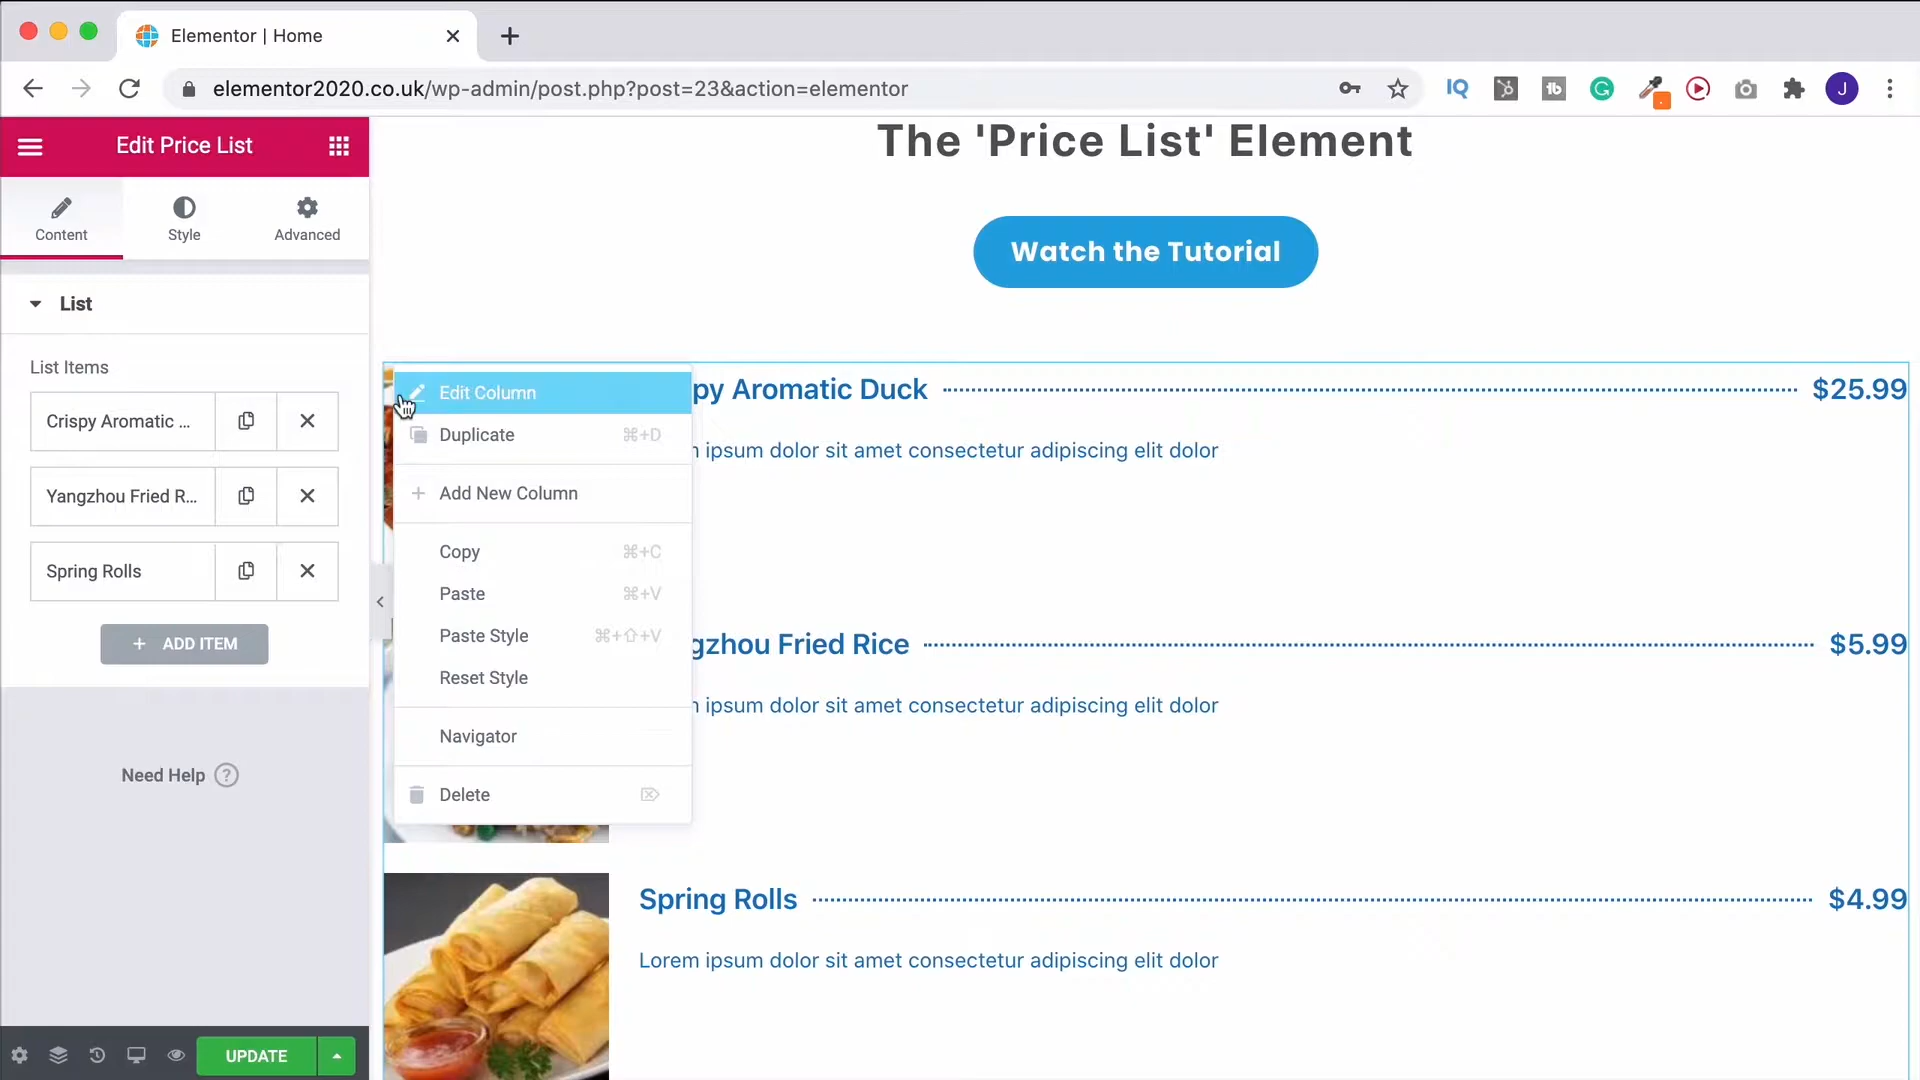 Elementor | Home
elementor2020.co.uk/wp-admin/post.php?post=23&action=elementor
IQ
tb
J
Edit Price List
Content
Style
Advanced
List
List Items
Crispy Aromatic ...
Yangzhou Fried R...
Spring Rolls
+ ADD ITEM
Need Help ?
UPDATE
The 'Price List' Element
Watch the Tutorial
Edit Column
Duplicate ⌘+D
+ Add New Column
Copy ⌘+C
Paste ⌘+V
Paste Style ⌘+⇧+V
Reset Style
Navigator
Delete ⌦
py Aromatic Duck $25.99
ipsum dolor sit amet consectetur adipiscing elit dolor
gzhou Fried Rice $5.99
ipsum dolor sit amet consectetur adipiscing elit dolor
Spring Rolls $4.99
Lorem ipsum dolor sit amet consectetur adipiscing elit dolor